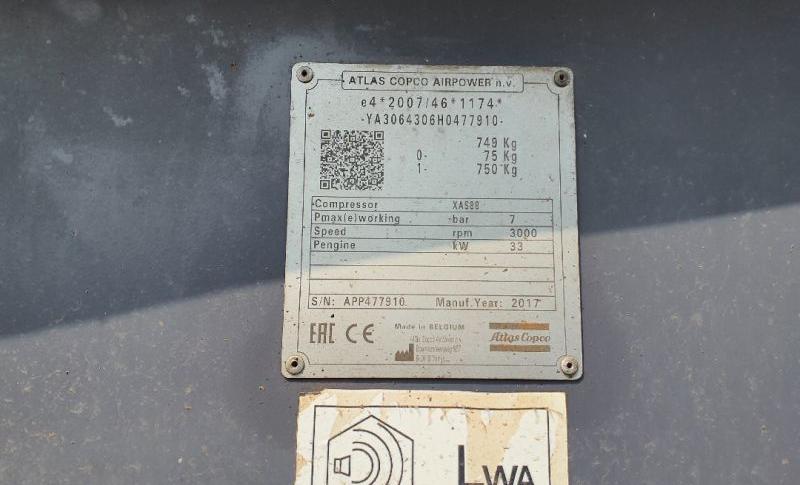 ATLAS COPCO AIRPOWER n.v.
e4*2007/46*1174*
-YA3064306H0477910-
749 Kg
0- 75 Kg
1- 750 Kg
Compressor XAS88
Pmax(e)working bar 7
Speed rpm 3000
Pengine kW 33
S/N: APP477910 Manuf.Year: 2017
EAC CE Made in BELGIUM Atlas Copco
LWA